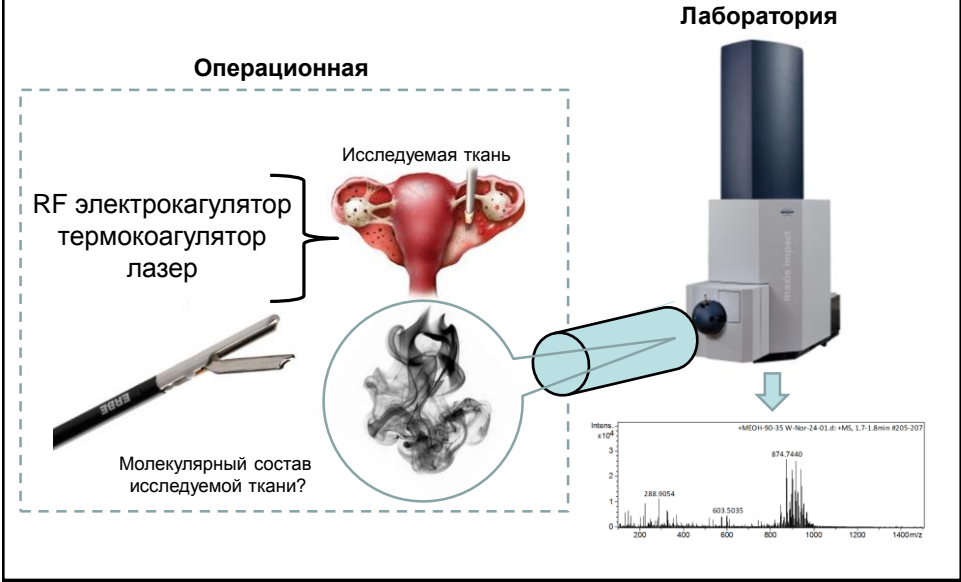 Лаборатория
Операционная
Исследуемая ткань
RF электрокагулятор
термокоагулятор
лазер
ERBE
maxis impact
Молекулярный состав
исследуемой ткани?
Intens.
x10⁴
+MEOH-90-35 W-Nor-24-01.d: +MS, 1.7-1.8min #205-207
3
874.7440
2
288.9054
1
603.5035
0
200 400 600 800 1000 1200 1400 m/z